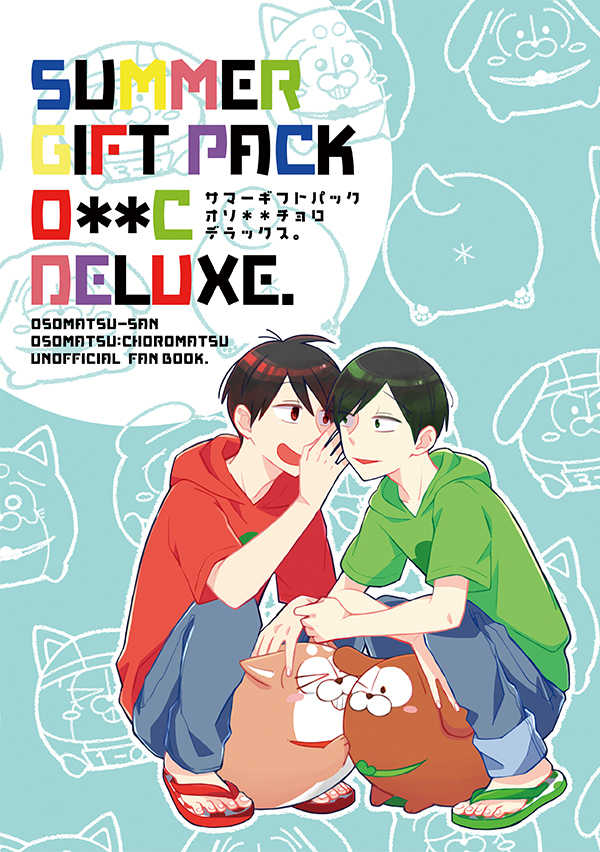 SUMMER
GIFT PACK
O**C
サマーギフトパック
オソ**チョロ
デラックス。
DELUXE.
OSOMATSU-SAN
OSOMATSU:CHOROMATSU
UNOFFICIAL FAN BOOK.